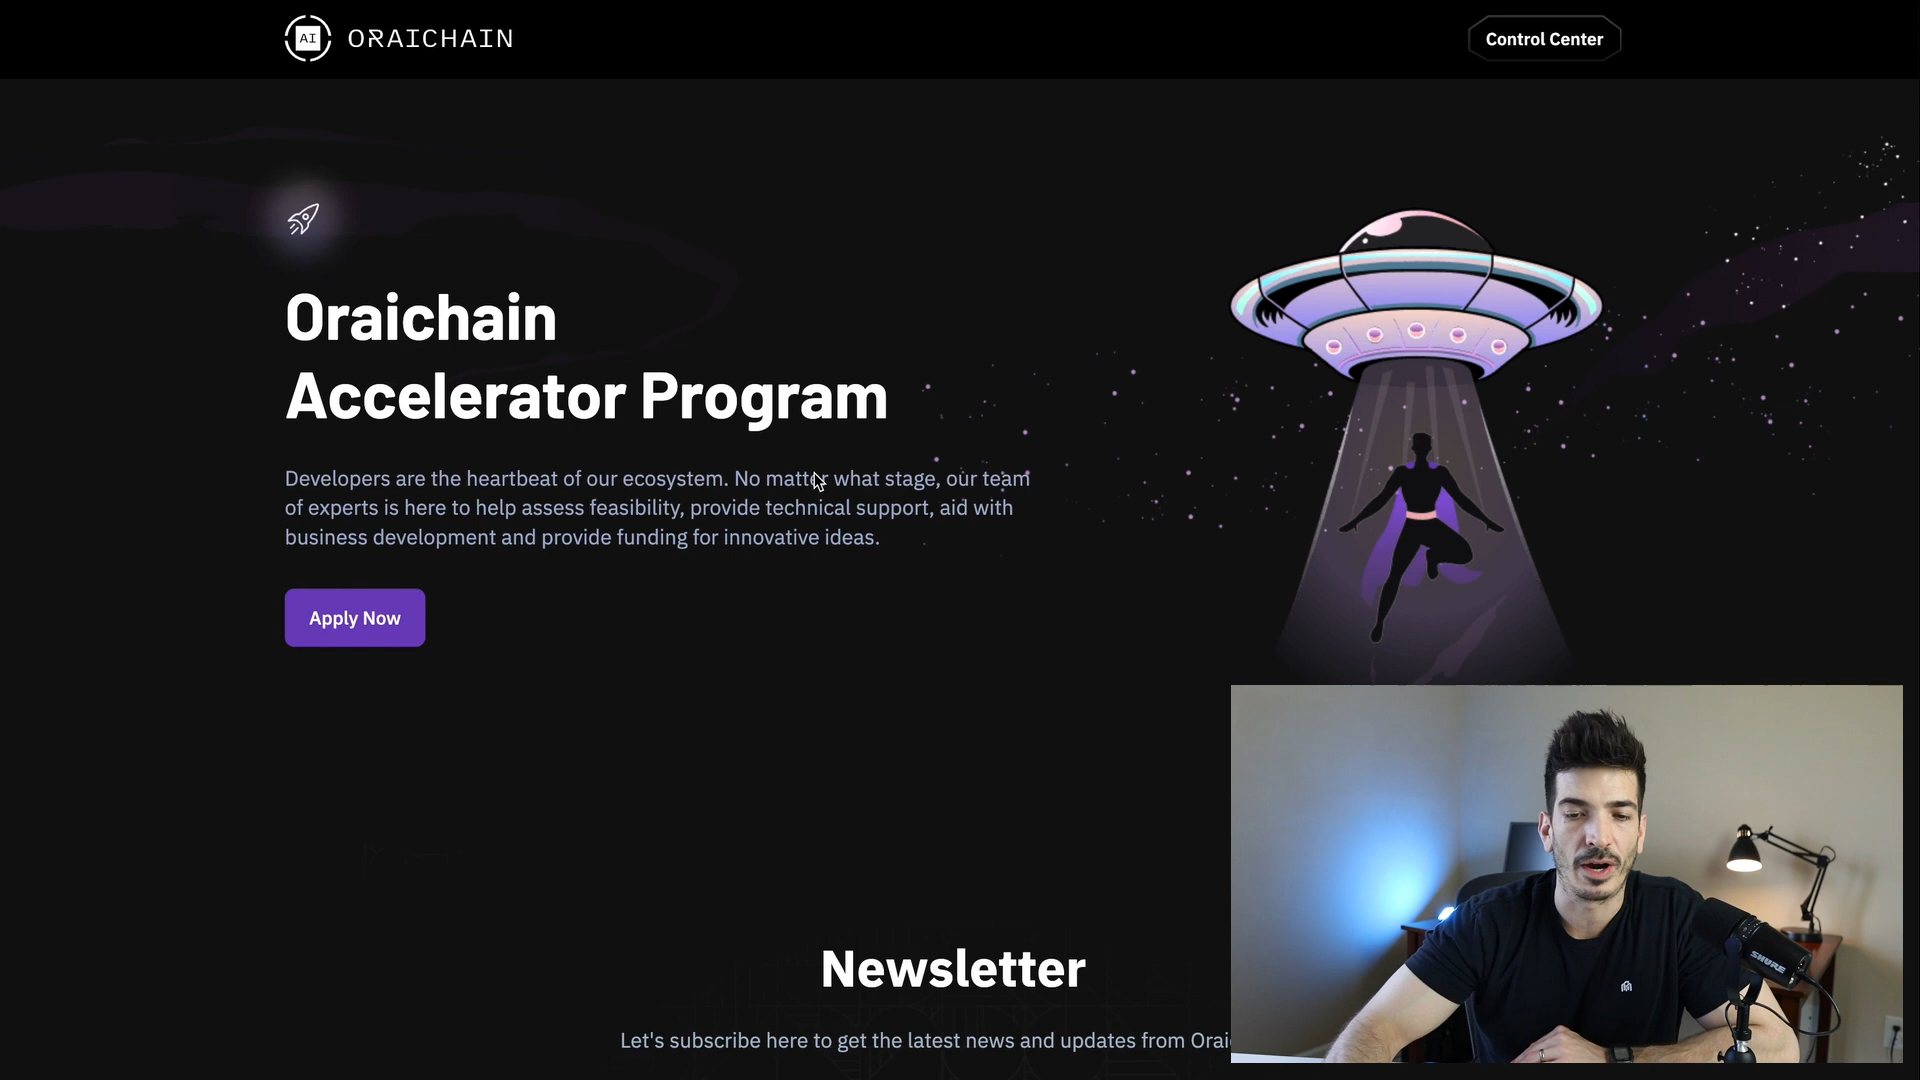 AI ORAICHAIN
Control Center
Oraichain
Accelerator Program
Developers are the heartbeat of our ecosystem. No matter what stage, our team
of experts is here to help assess feasibility, provide technical support, aid with
business development and provide funding for innovative ideas.
Apply Now
Newsletter
Let's subscribe here to get the latest news and updates from Orai
SHURE